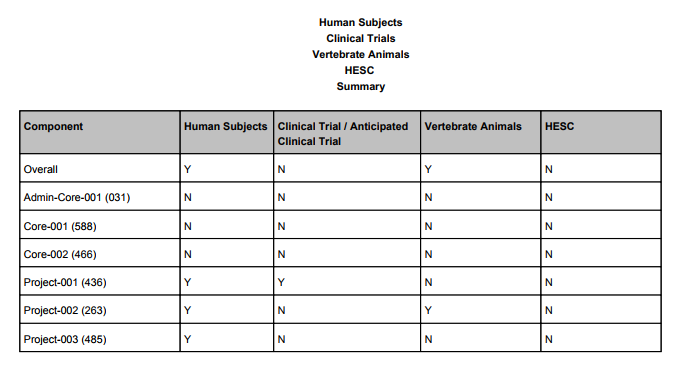 Human Subjects
Clinical Trials
Vertebrate Animals
HESC
Summary
Component Human Subjects Clinical Trial / Anticipated Clinical Trial Vertebrate Animals HESC
Overall Y N Y N
Admin-Core-001 (031) N N N N
Core-001 (588) N N N N
Core-002 (466) N N N N
Project-001 (436) Y Y N N
Project-002 (263) Y N Y N
Project-003 (485) Y N N N